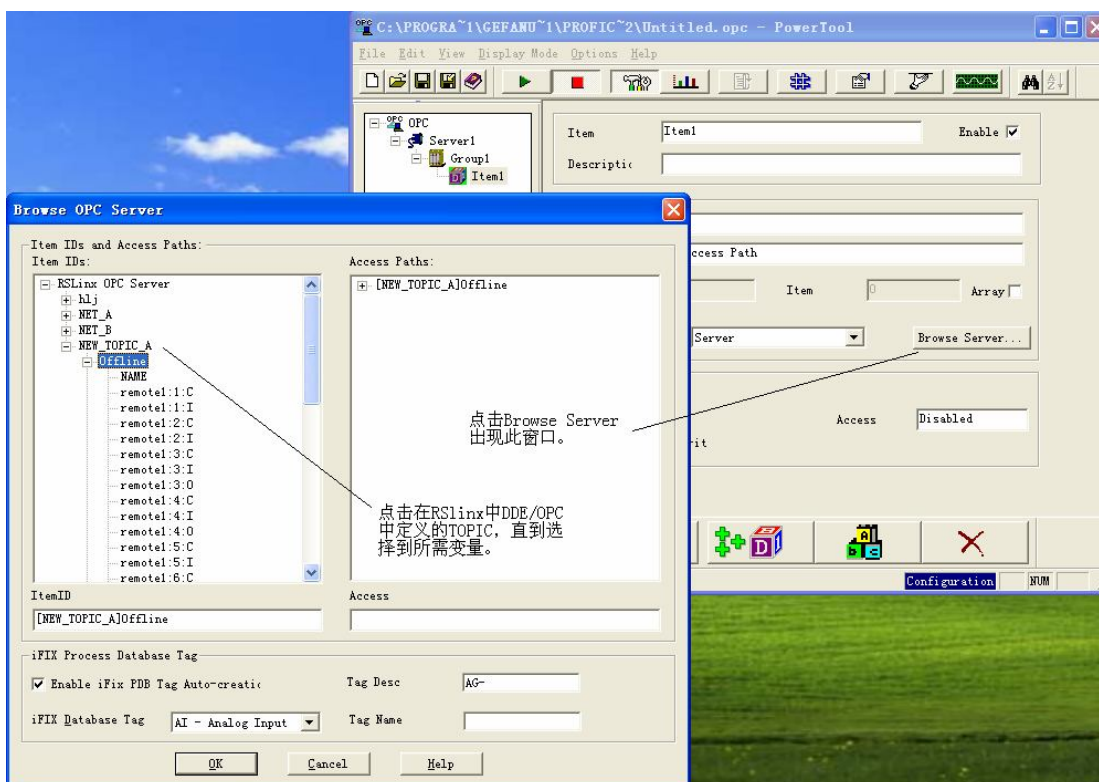 C:\PROGRA~1\GEFANU~1\PROFIC~2\Untitled.opc - PowerTool
File Edit View Display Mode Options Help
OPC
Server1
Group1
Item1
Item
Item1
Enable
Descriptic
ccess Path
Item
0
Array
Server
Browse Server...
Access
Disabled
rit
Configuration
NUM
Browse OPC Server
Item IDs and Access Paths:
Item IDs:
RSLinx OPC Server
hlj
NET_A
NET_B
NEW_TOPIC_A
Offline
NAME
remote1:1:C
remote1:1:I
remote1:2:C
remote1:2:I
remote1:3:C
remote1:3:I
remote1:3:O
remote1:4:C
remote1:4:I
remote1:4:O
remote1:5:C
remote1:5:I
remote1:6:C
Access Paths:
[NEW_TOPIC_A]Offline
点击Browse Server
出现此窗口。
点击在RSlinx中DDE/OPC
中定义的TOPIC，直到选
择到所需变量。
ItemID
[NEW_TOPIC_A]Offline
Access
iFIX Process Database Tag
Enable iFix PDB Tag Auto-creatic
Tag Desc
AG-
iFIX Database Tag
AI - Analog Input
Tag Name
OK
Cancel
Help